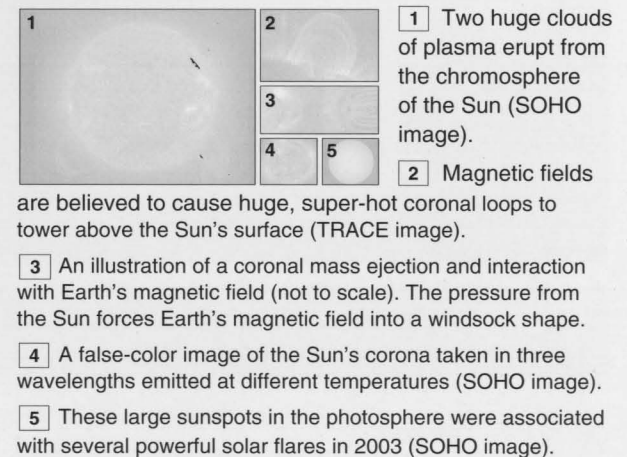 1
2
3
4
5
1 Two huge clouds
of plasma erupt from
the chromosphere
of the Sun (SOHO
image).
2 Magnetic fields
are believed to cause huge, super-hot coronal loops to
tower above the Sun's surface (TRACE image).
3 An illustration of a coronal mass ejection and interaction
with Earth's magnetic field (not to scale). The pressure from
the Sun forces Earth's magnetic field into a windsock shape.
4 A false-color image of the Sun's corona taken in three
wavelengths emitted at different temperatures (SOHO image).
5 These large sunspots in the photosphere were associated
with several powerful solar flares in 2003 (SOHO image).